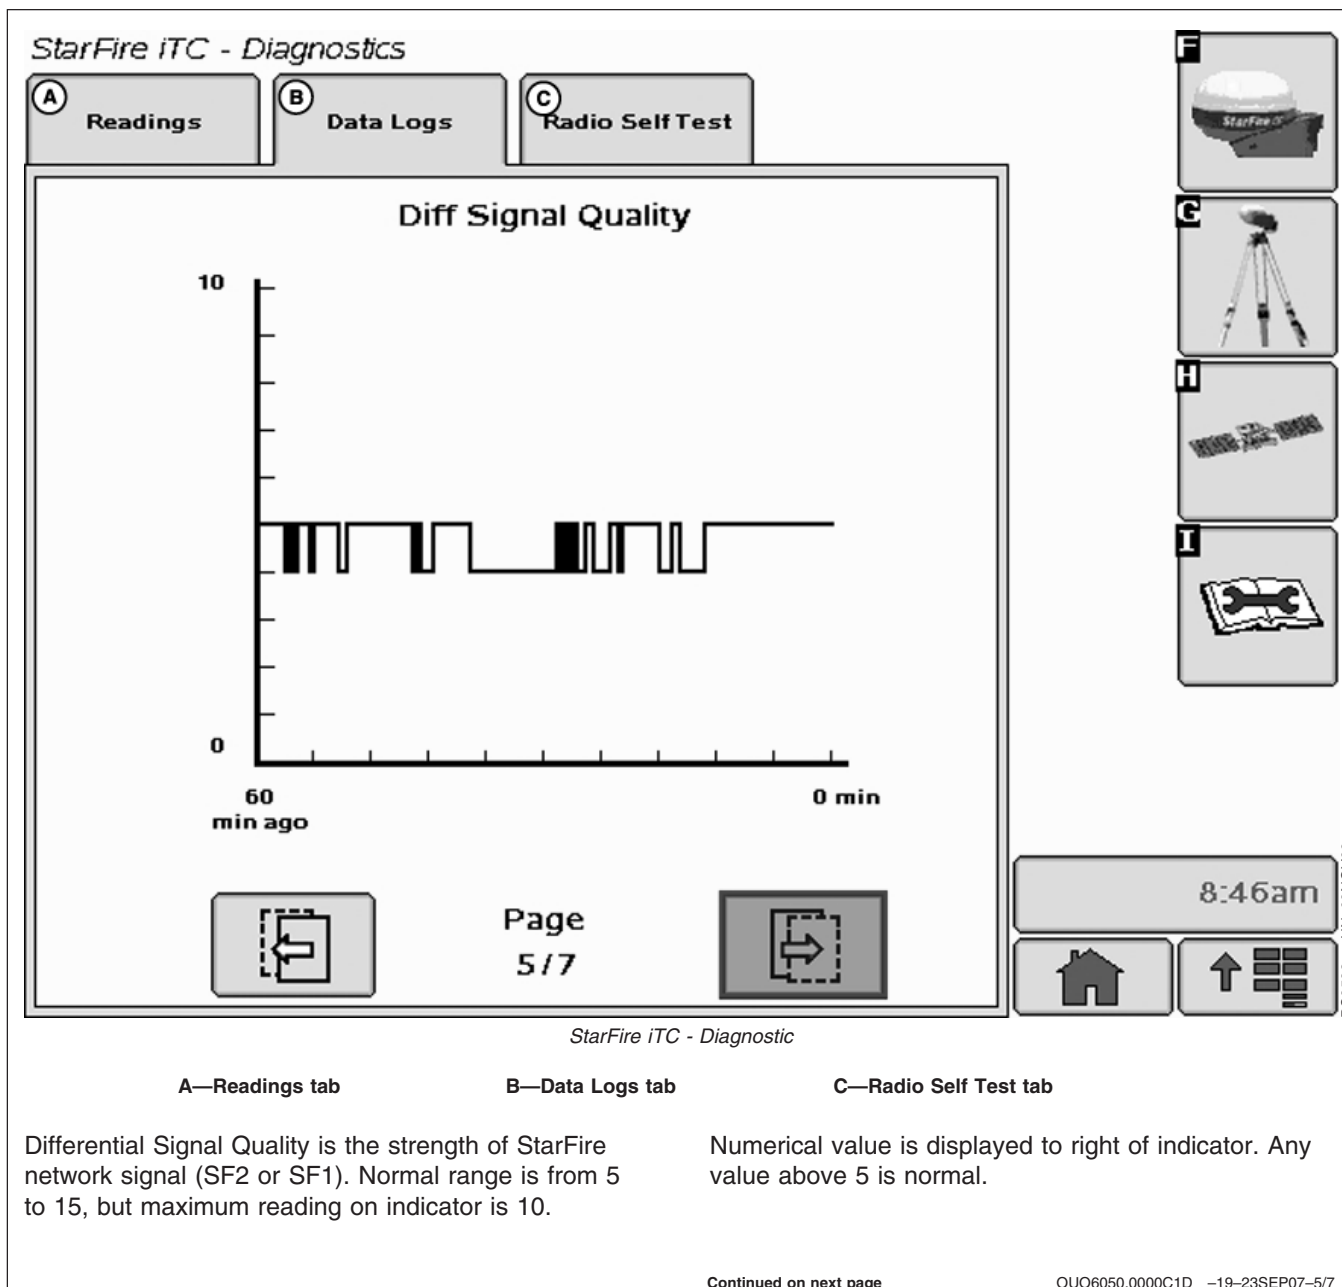 StarFire iTC - Diagnostics
A
Readings
B
Data Logs
C
Radio Self Test
F
StarFire
G
H
I
Diff Signal Quality
10
0
60
min ago
0 min
Page
5/7
8:46am
StarFire iTC - Diagnostic
A—Readings tab
B—Data Logs tab
C—Radio Self Test tab
Differential Signal Quality is the strength of StarFire
network signal (SF2 or SF1). Normal range is from 5
to 15, but maximum reading on indicator is 10.
Numerical value is displayed to right of indicator. Any
value above 5 is normal.
Continued on next page
OUO6050,0000C1D –19–23SEP07–5/7